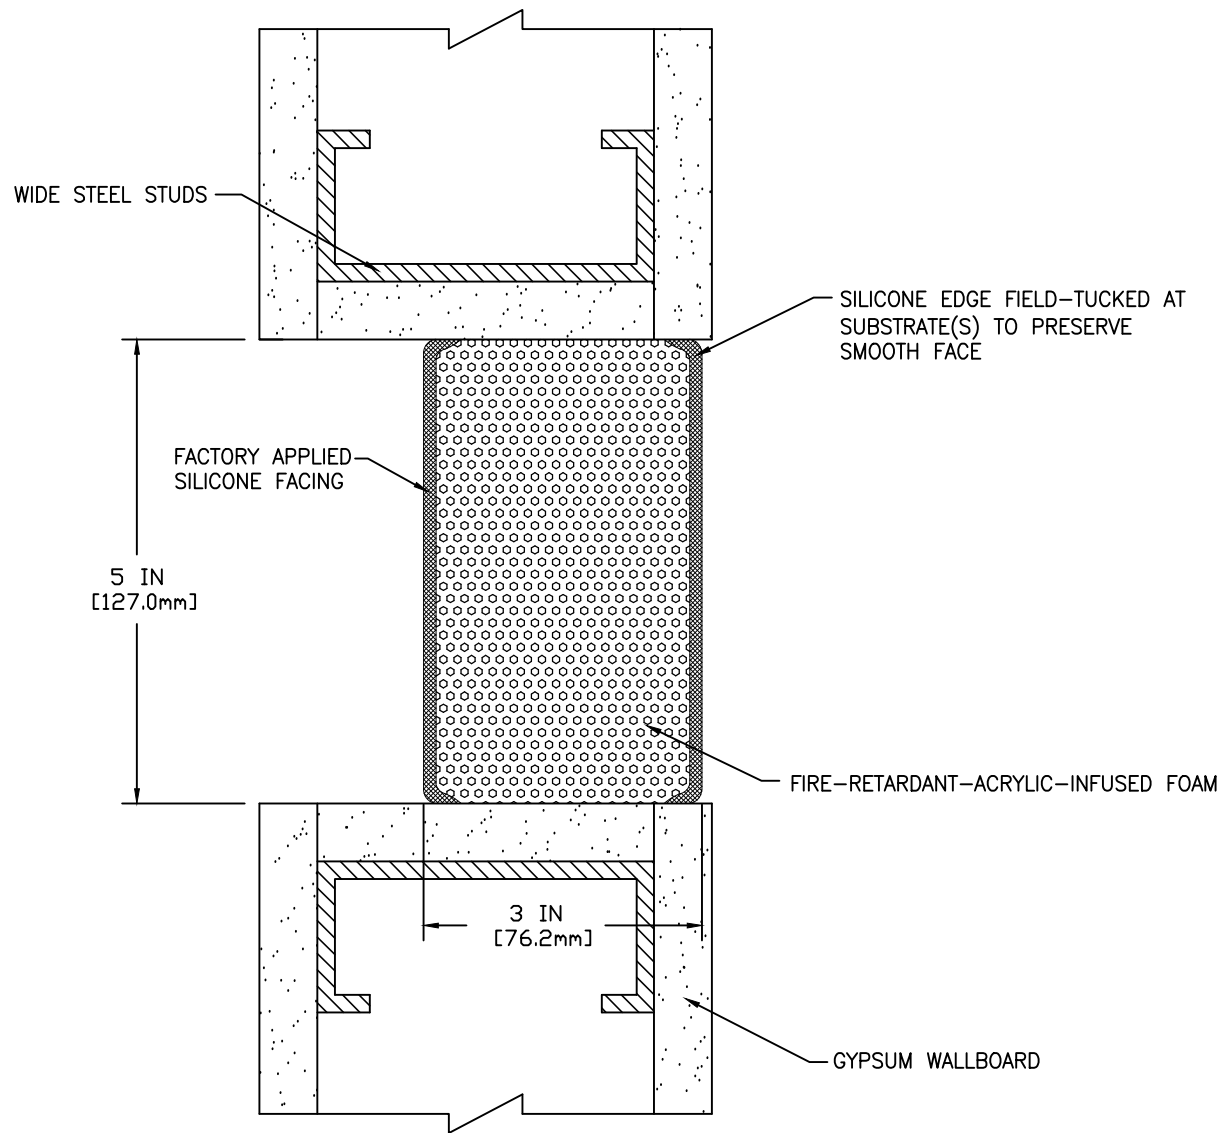 WIDE STEEL STUDS
SILICONE EDGE FIELD-TUCKED AT
SUBSTRATE(S) TO PRESERVE
SMOOTH FACE
FACTORY APPLIED
SILICONE FACING
5 IN
[127.0mm]
FIRE-RETARDANT-ACRYLIC-INFUSED FOAM
3 IN
[76.2mm]
GYPSUM WALLBOARD